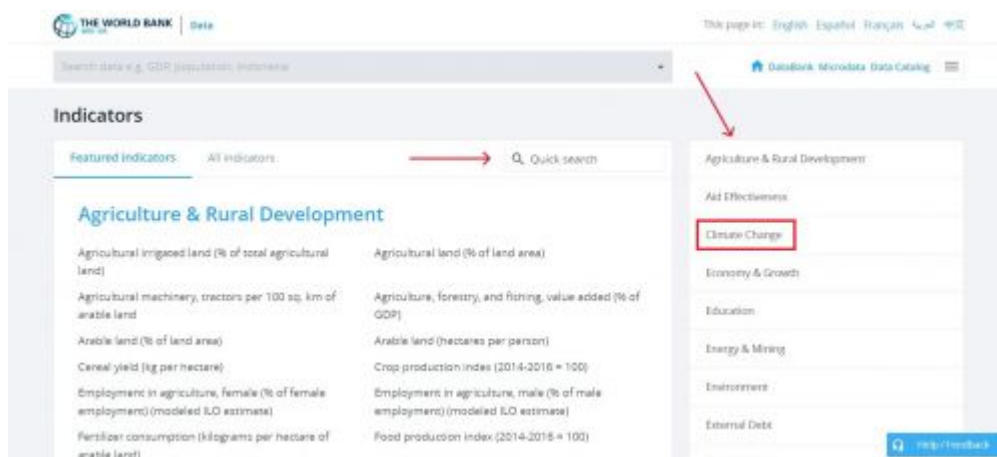 THE WORLD BANK
Data
This page in: English Español Français العربية 中文
Search data e.g. GDP, population, Indonesia
DataBank Microdata Data Catalog
Indicators
Featured indicators
All indicators
Quick search
Agriculture & Rural Development
Agricultural irrigated land (% of total agricultural
land)
Agricultural land (% of land area)
Agricultural machinery, tractors per 100 sq. km of
arable land
Agriculture, forestry, and fishing, value added (% of
GDP)
Arable land (% of land area)
Arable land (hectares per person)
Cereal yield (kg per hectare)
Crop production index (2014-2016 = 100)
Employment in agriculture, female (% of female
employment) (modeled ILO estimate)
Employment in agriculture, male (% of male
employment) (modeled ILO estimate)
Fertilizer consumption (kilograms per hectare of
arable land)
Food production index (2014-2016 = 100)
Agriculture & Rural Development
Aid Effectiveness
Climate Change
Economy & Growth
Education
Energy & Mining
Environment
External Debt
Help / Feedback